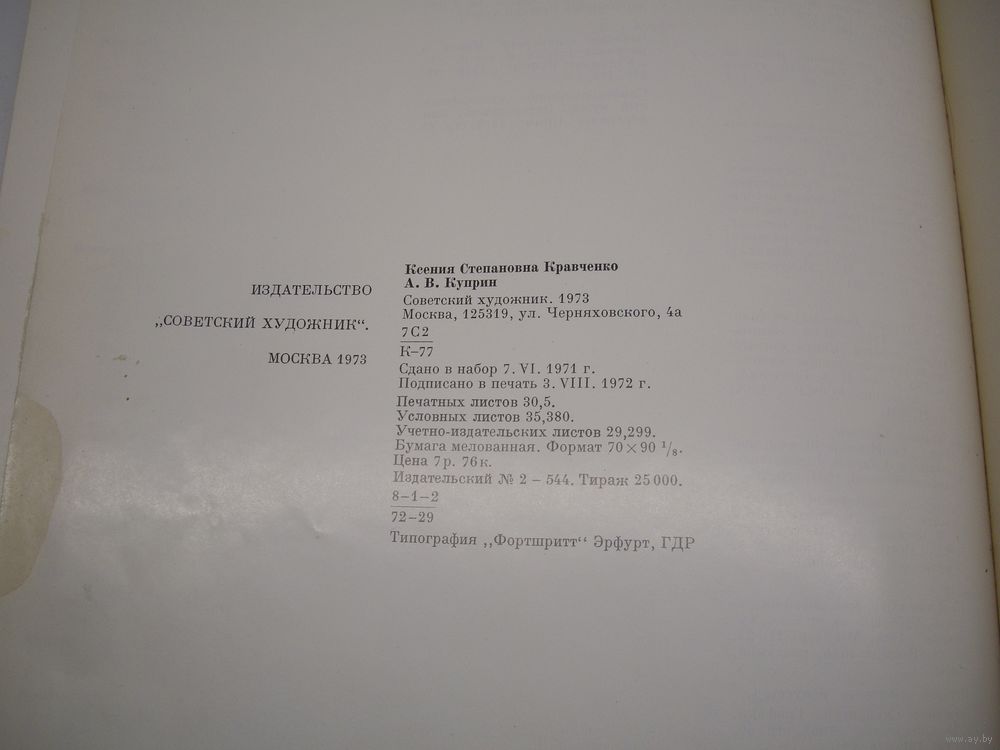 ИЗДАТЕЛЬСТВО
„СОВЕТСКИЙ ХУДОЖНИК“.
МОСКВА 1973
Ксения Степановна Кравченко
А. В. Куприн
Советский художник. 1973
Москва, 125319, ул. Черняховского, 4а
7С2
К–77
Сдано в набор 7. VI. 1971 г.
Подписано в печать 3. VIII. 1972 г.
Печатных листов 30,5.
Условных листов 35,380.
Учетно-издательских листов 29,299.
Бумага мелованная. Формат 70 × 90 1/8.
Цена 7 р. 76 к.
Издательский № 2 – 544. Тираж 25 000.
8–1–2
72–29
Типография „Фортшритт“ Эрфурт, ГДР
www.ay.by